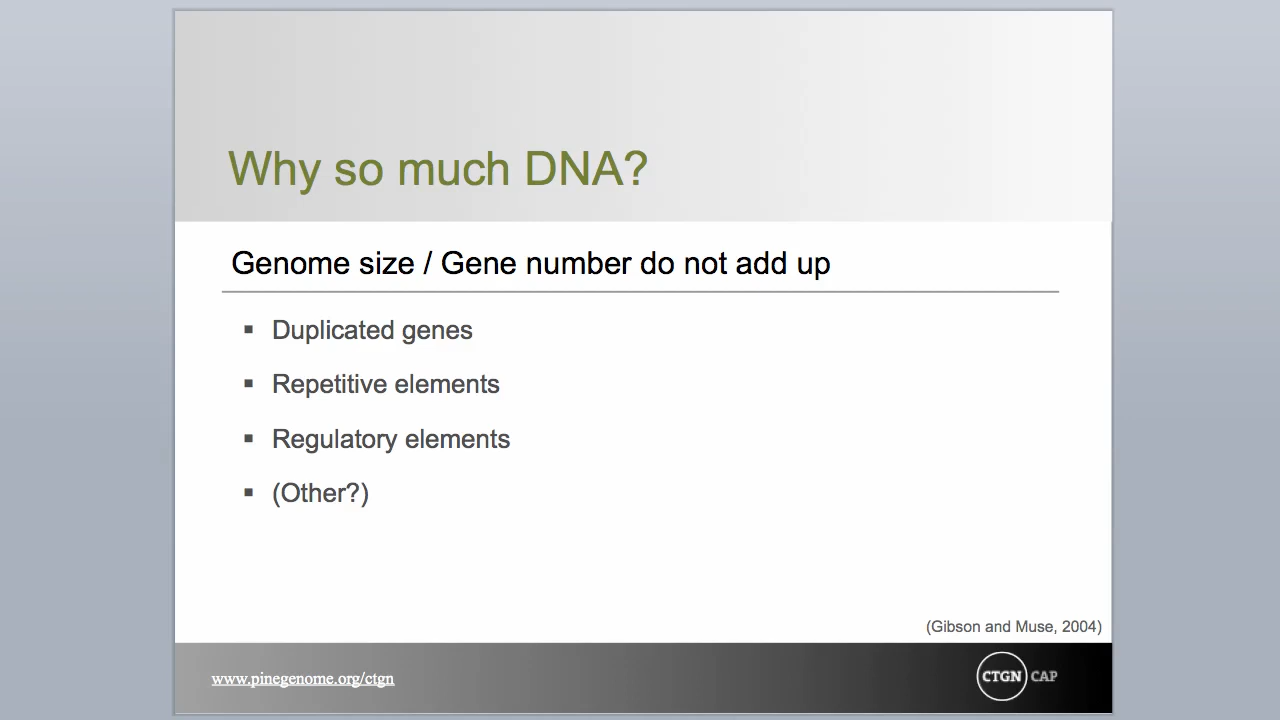 Why so much DNA?
Genome size / Gene number do not add up
▪ Duplicated genes
▪ Repetitive elements
▪ Regulatory elements
▪ (Other?)
(Gibson and Muse, 2004)
www.pinegenome.org/ctgn
CTGN CAP